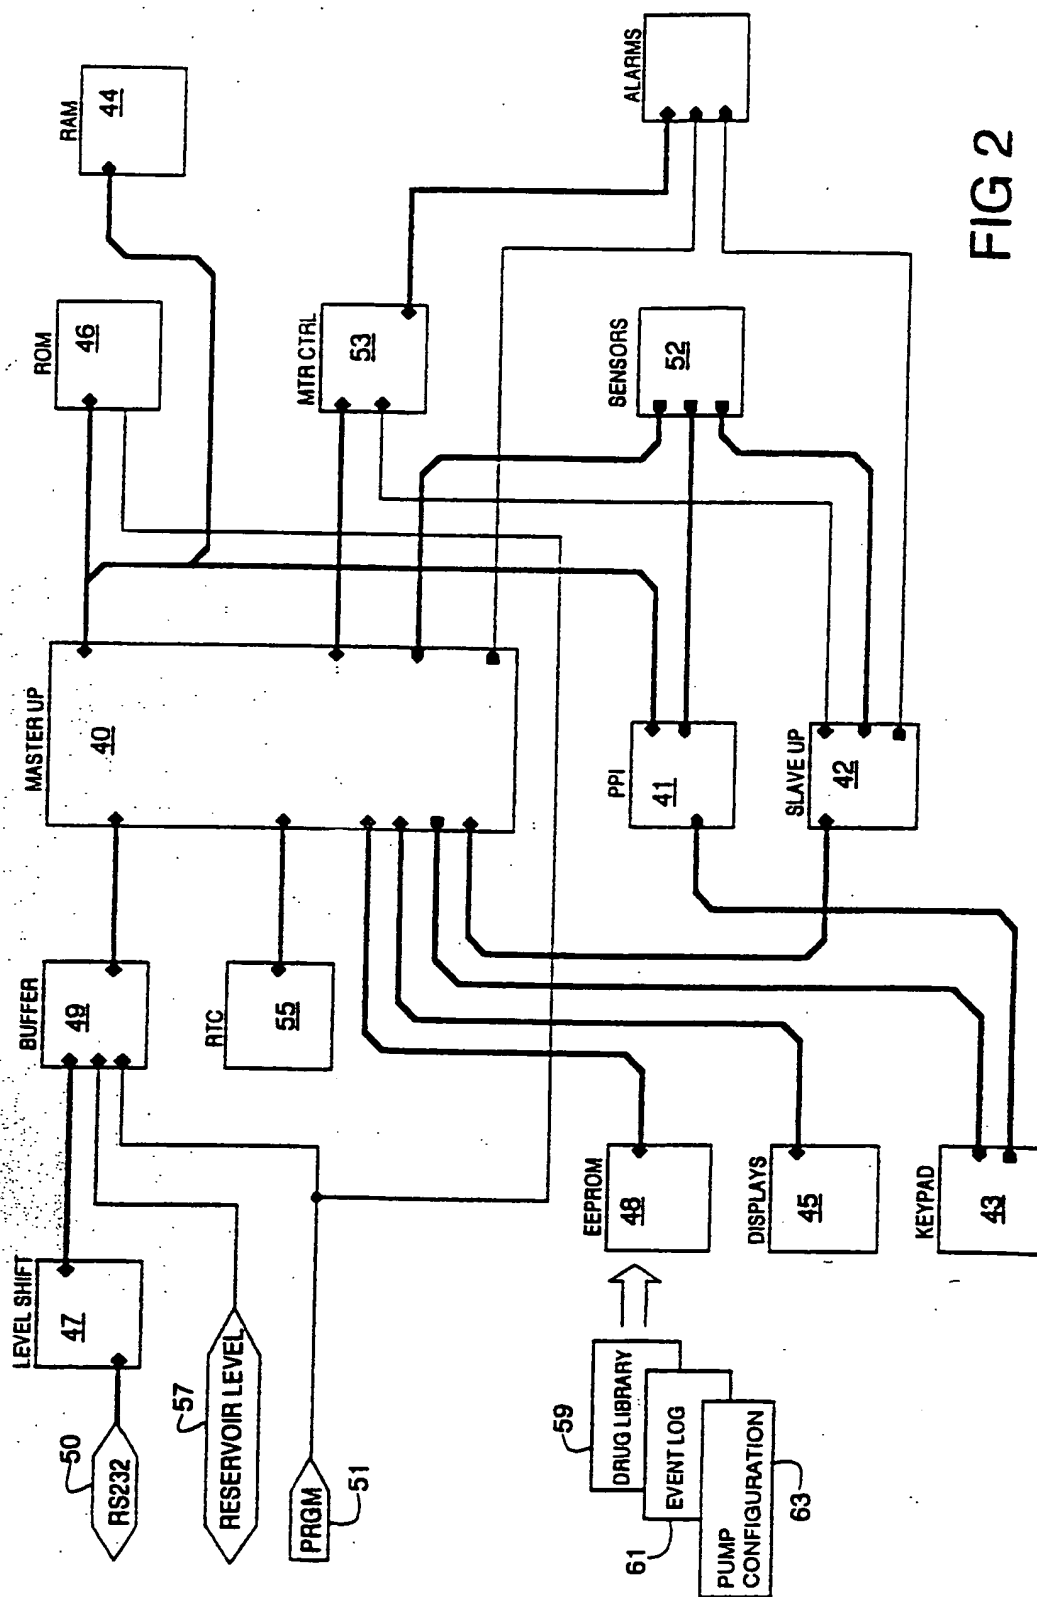 RS232
50
LEVEL SHIFT
47
RESERVOIR LEVEL
57
PRGM
51
BUFFER
49
RTC
55
MASTER UP
40
ROM
46
RAM
44
MTR CTRL
53
SENSORS
52
ALARMS
PPI
41
SLAVE UP
42
EEPROM
48
DISPLAYS
45
KEYPAD
43
DRUG LIBRARY
59
EVENT LOG
61
PUMP
CONFIGURATION
63
FIG 2